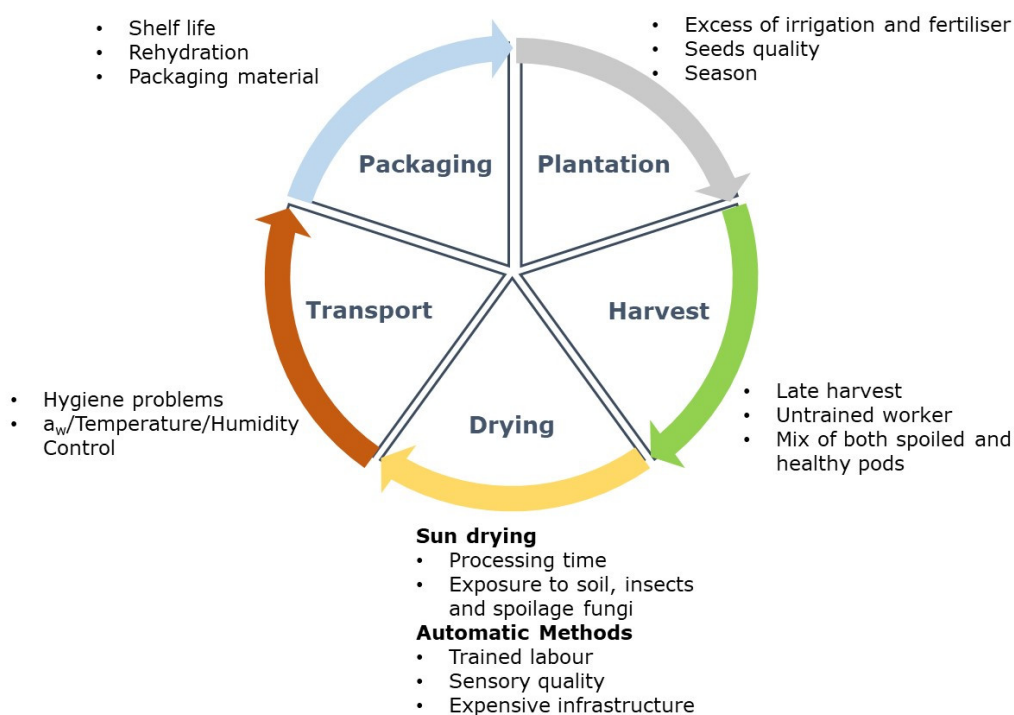 • Shelf life
• Rehydration
• Packaging material
• Excess of irrigation and fertiliser
• Seeds quality
• Season
Packaging
Plantation
Transport
Harvest
Drying
• Hygiene problems
• aw/Temperature/Humidity
Control
• Late harvest
• Untrained worker
• Mix of both spoiled and
healthy pods
Sun drying
• Processing time
• Exposure to soil, insects
and spoilage fungi
Automatic Methods
• Trained labour
• Sensory quality
• Expensive infrastructure